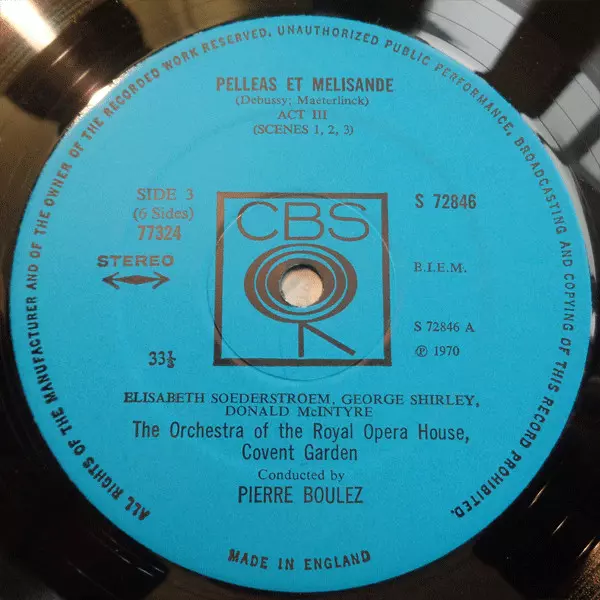 ALL RIGHTS OF THE MANUFACTURER AND OF THE OWNER OF THE RECORDED WORK RESERVED. UNAUTHORIZED PUBLIC PERFORMANCE, BROADCASTING AND COPYING OF THIS RECORD PROHIBITED.
PELLEAS ET MELISANDE
(Debussy; Maeterlinck)
ACT III
(SCENES 1, 2, 3)
SIDE 3
(6 Sides)
77324
STEREO
33⅓
CBS
S 72846
B.I.E.M.
S 72846 A
℗ 1970
ELISABETH SOEDERSTROEM, GEORGE SHIRLEY,
DONALD McINTYRE
The Orchestra of the Royal Opera House,
Covent Garden
Conducted by
PIERRE BOULEZ
MADE IN ENGLAND